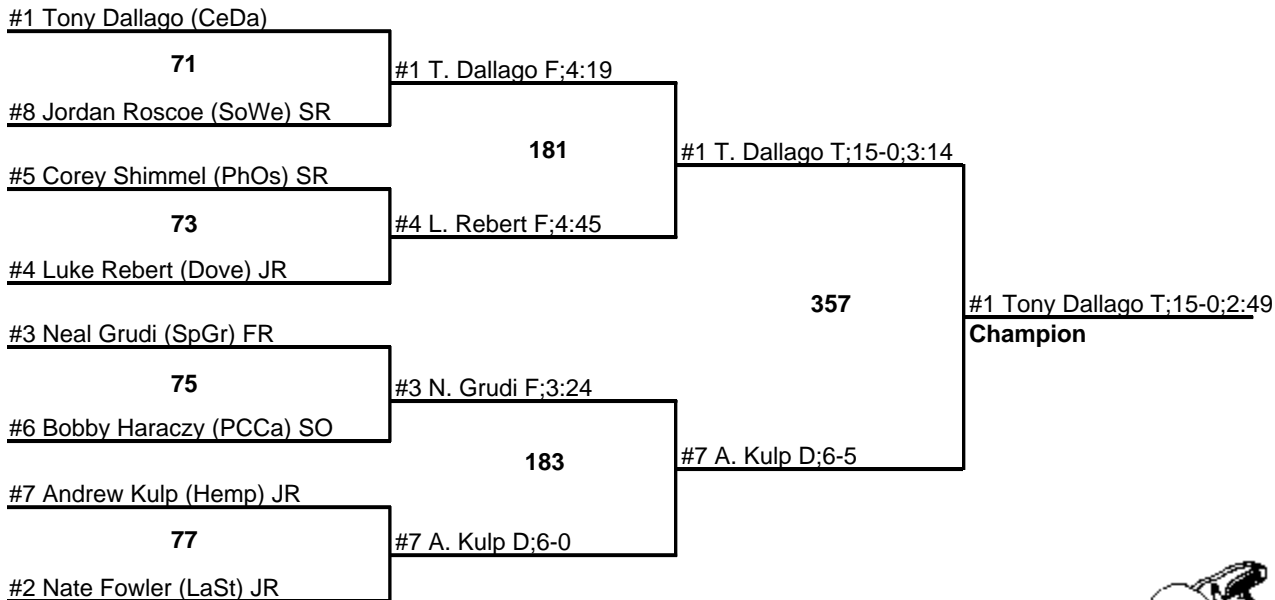 #1 Tony Dallago (CeDa)
71
#1 T. Dallago F;4:19
#8 Jordan Roscoe (SoWe) SR
181
#1 T. Dallago T;15-0;3:14
#5 Corey Shimmel (PhOs) SR
73
#4 L. Rebert F;4:45
#4 Luke Rebert (Dove) JR
357
#1 Tony Dallago T;15-0;2:49
Champion
#3 Neal Grudi (SpGr) FR
75
#3 N. Grudi F;3:24
#6 Bobby Haraczy (PCCa) SO
183
#7 A. Kulp D;6-5
#7 Andrew Kulp (Hemp) JR
77
#7 A. Kulp D;6-0
#2 Nate Fowler (LaSt) JR